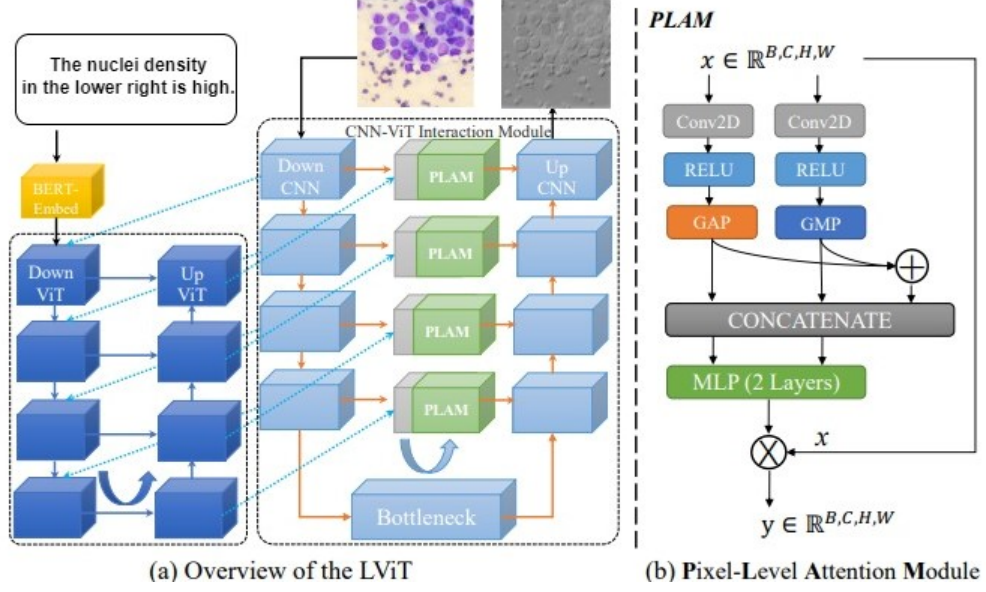 The nuclei density
in the lower right is high.
BERT-
Embed
Down
ViT
Up
ViT
CNN-ViT Interaction Module
Down
CNN
PLAM
Up
CNN
PLAM
PLAM
PLAM
Bottleneck
(a) Overview of the LViT
PLAM
x ∈ ℝ^{B,C,H,W}
Conv2D Conv2D
RELU RELU
GAP GMP
CONCATENATE
MLP (2 Layers)
x
y ∈ ℝ^{B,C,H,W}
(b) Pixel-Level Attention Module